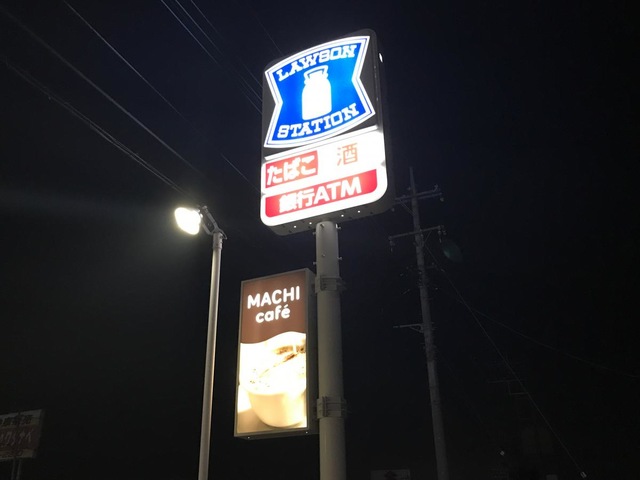 LAWSON
STATION
たばこ 酒
銀行ATM
MACHI
café